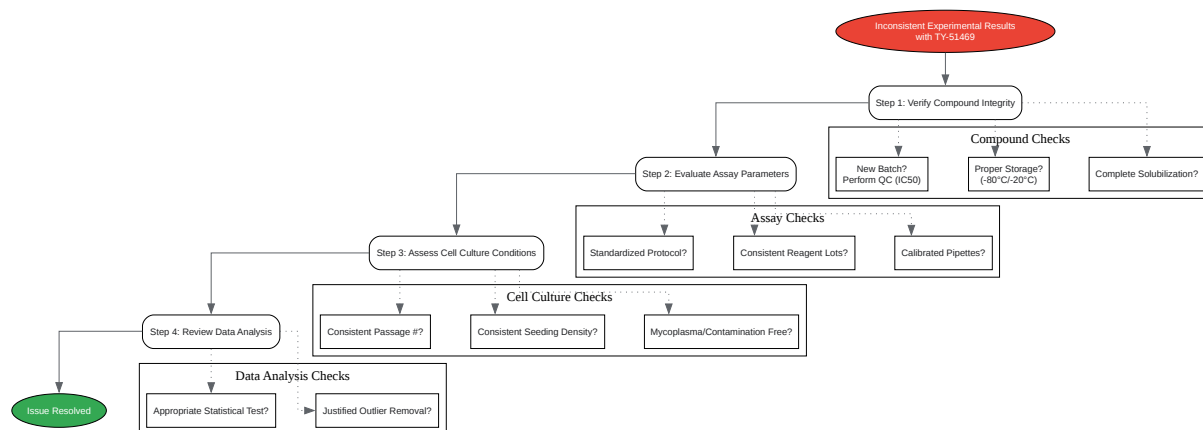 Inconsistent Experimental Results
with TY-51469
Step 1: Verify Compound Integrity
Compound Checks
New Batch?
Perform QC (IC50)
Proper Storage?
(-80°C/-20°C)
Complete Solubilization?
Step 2: Evaluate Assay Parameters
Assay Checks
Standardized Protocol?
Consistent Reagent Lots?
Calibrated Pipettes?
Step 3: Assess Cell Culture Conditions
Cell Culture Checks
Consistent Passage #?
Consistent Seeding Density?
Mycoplasma/Contamination Free?
Step 4: Review Data Analysis
Data Analysis Checks
Appropriate Statistical Test?
Justified Outlier Removal?
Issue Resolved